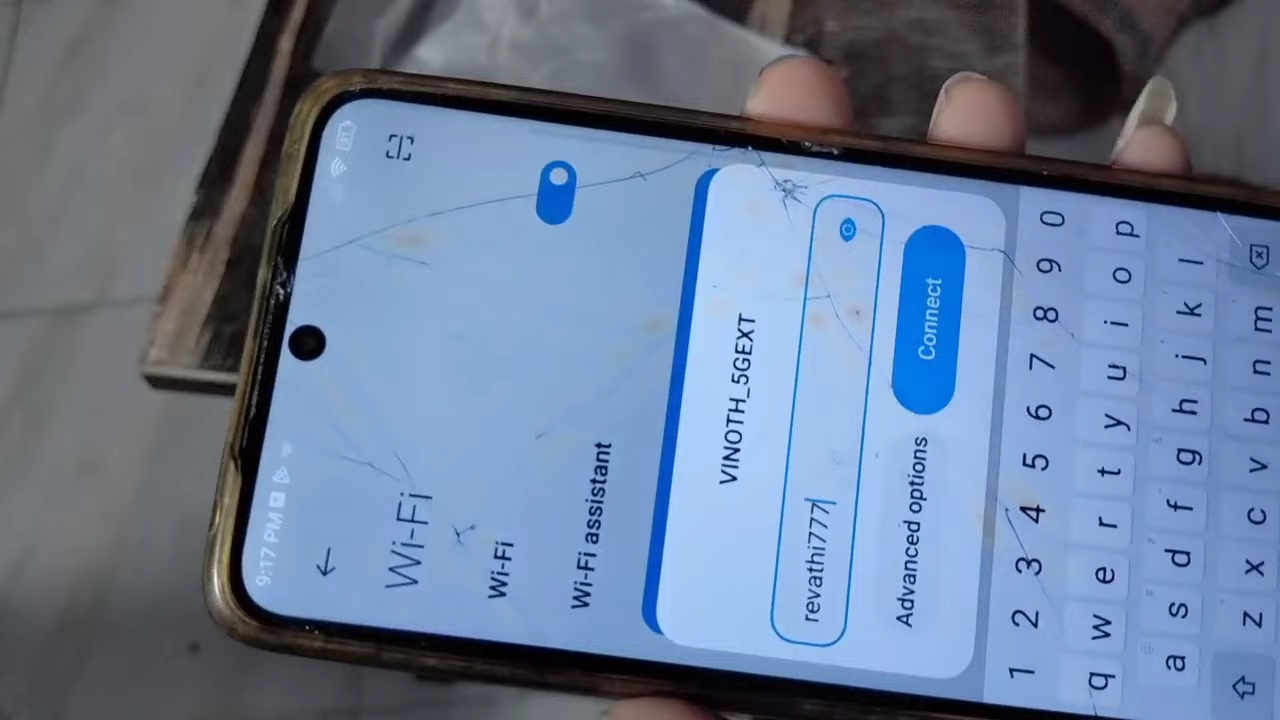 9:17 PM
31
Wi-Fi
Wi-Fi
Wi-Fi assistant
VINOTH_5GEXT
revathi777
Advanced options
Connect
1 2 3 4 5 6 7 8 9 0
q w e r t y u i o p
a s d f g h j k l
z x c v b n m